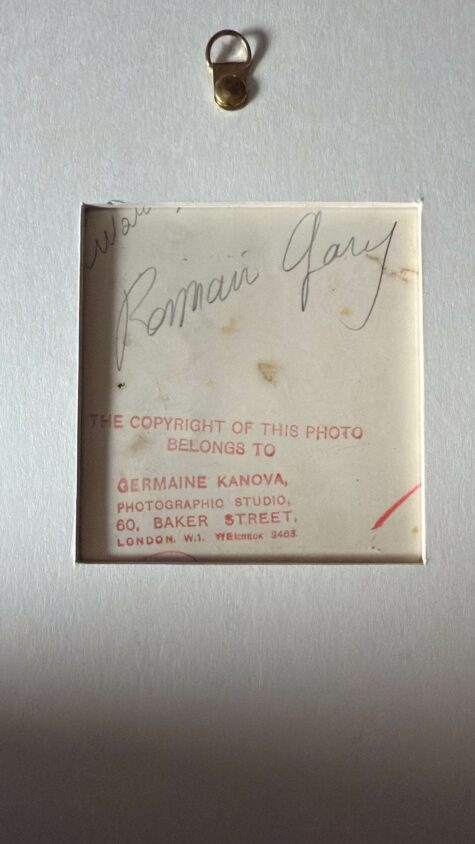 Romain Gary
THE COPYRIGHT OF THIS PHOTO
BELONGS TO
GERMAINE KANOVA,
PHOTOGRAPHIC STUDIO,
60, BAKER STREET,
LONDON. W.1. WELBECK 2463